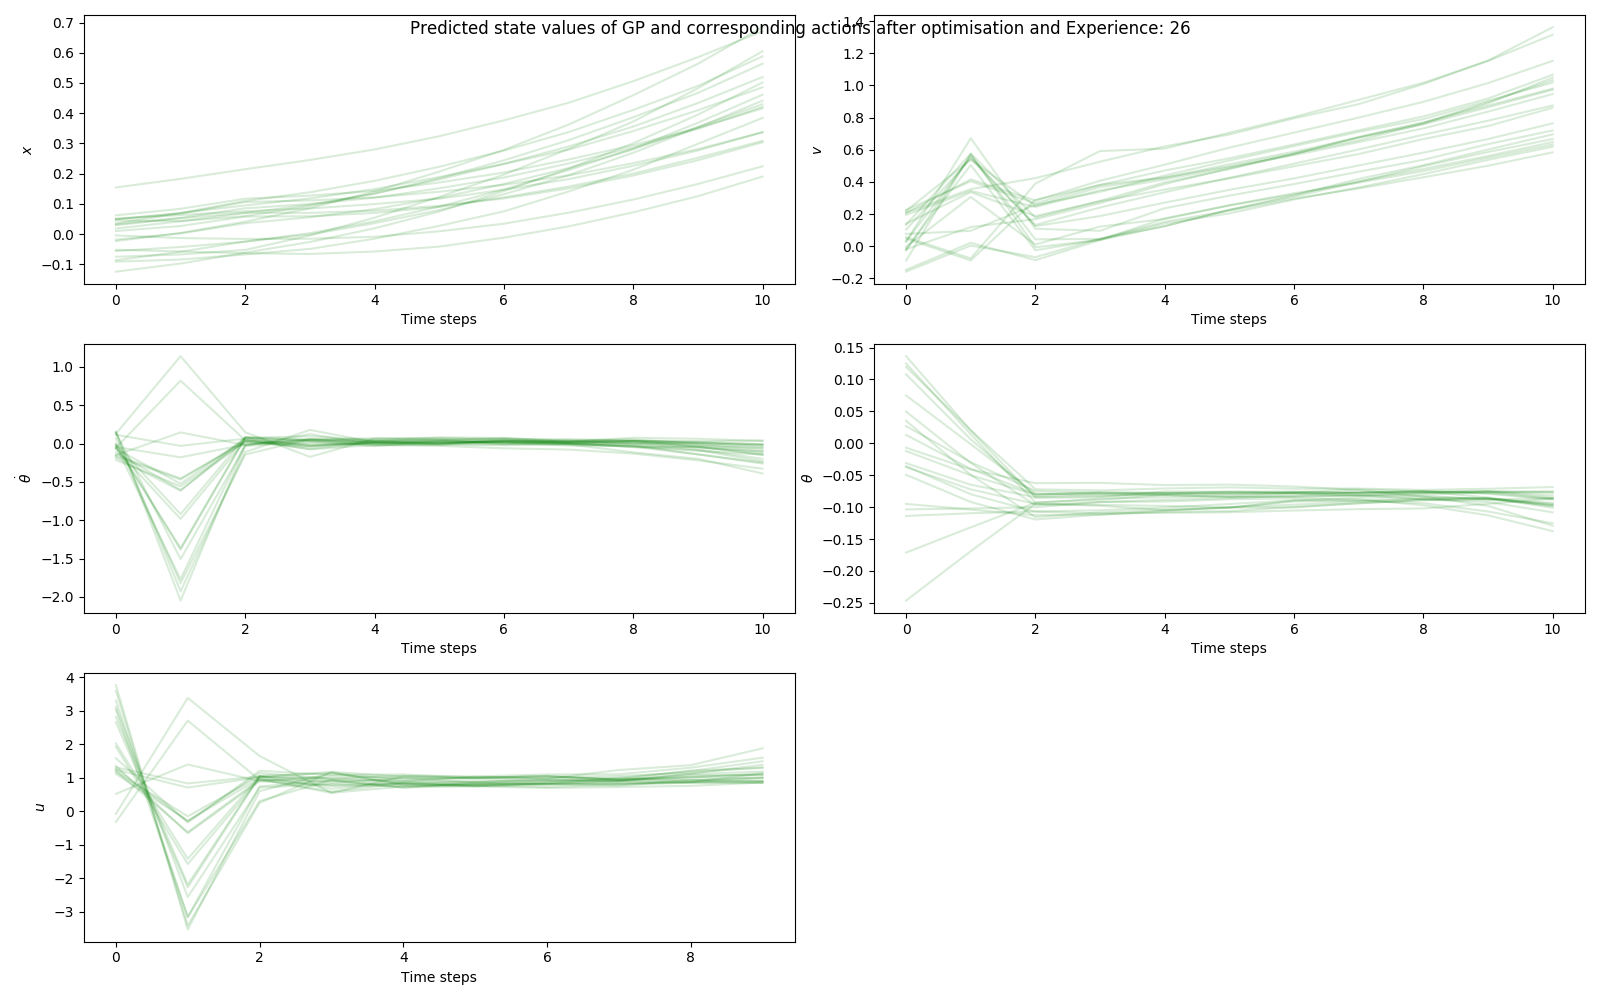 Predicted state values of GP and corresponding actions after optimisation and Experience: 26
0.7
0.6
0.5
0.4
0.3
0.2
0.1
0.0
−0.1
x
0 2 4 6 8 10
Time steps
1.4
1.2
1.0
0.8
0.6
0.4
0.2
0.0
−0.2
v
0 2 4 6 8 10
Time steps
1.0
0.5
0.0
−0.5
−1.0
−1.5
−2.0
θ̇
0 2 4 6 8 10
Time steps
0.15
0.10
0.05
0.00
−0.05
−0.10
−0.15
−0.20
−0.25
θ
0 2 4 6 8 10
Time steps
4
3
2
1
0
−1
−2
−3
u
0 2 4 6 8
Time steps